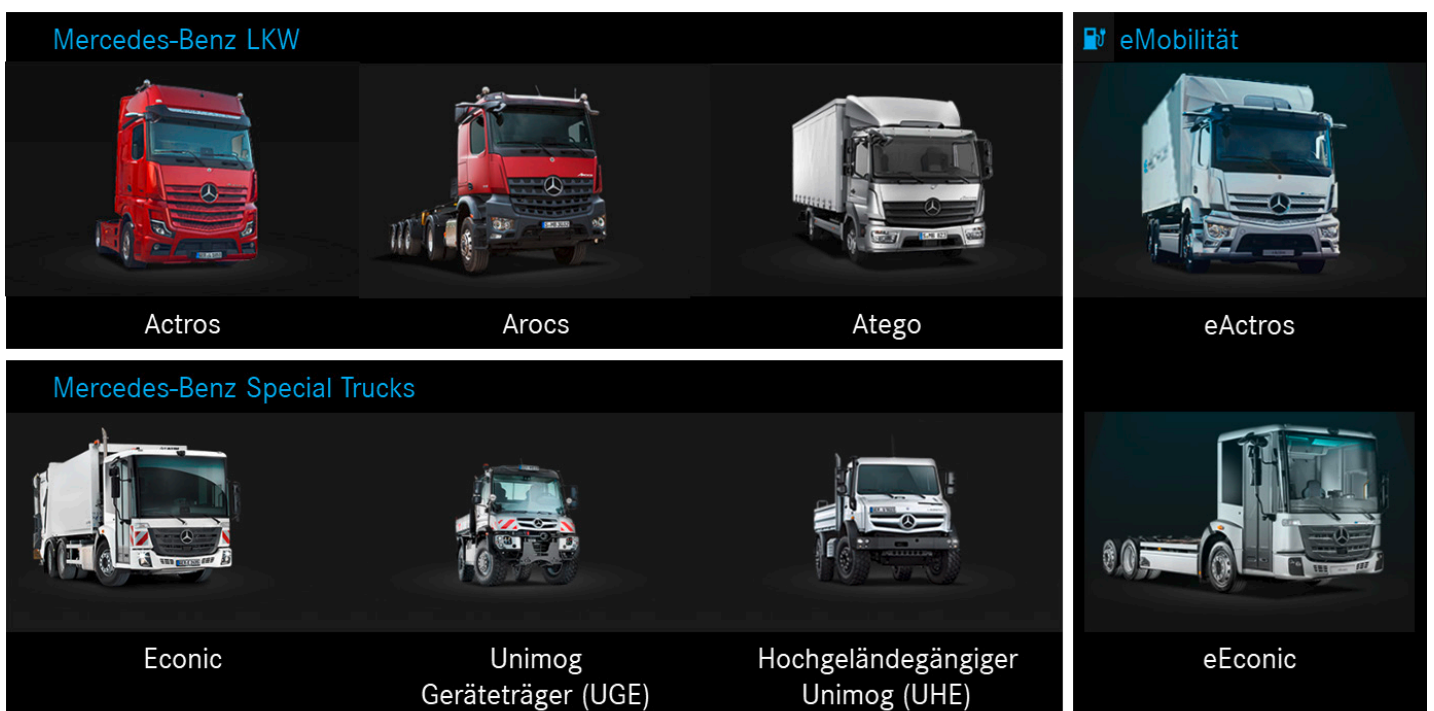 Mercedes-Benz LKW
Actros
Arocs
Atego
Mercedes-Benz Special Trucks
Econic
Unimog
Geräteträger (UGE)
Hochgeländegängiger
Unimog (UHE)
eMobilität
eActros
eEconic